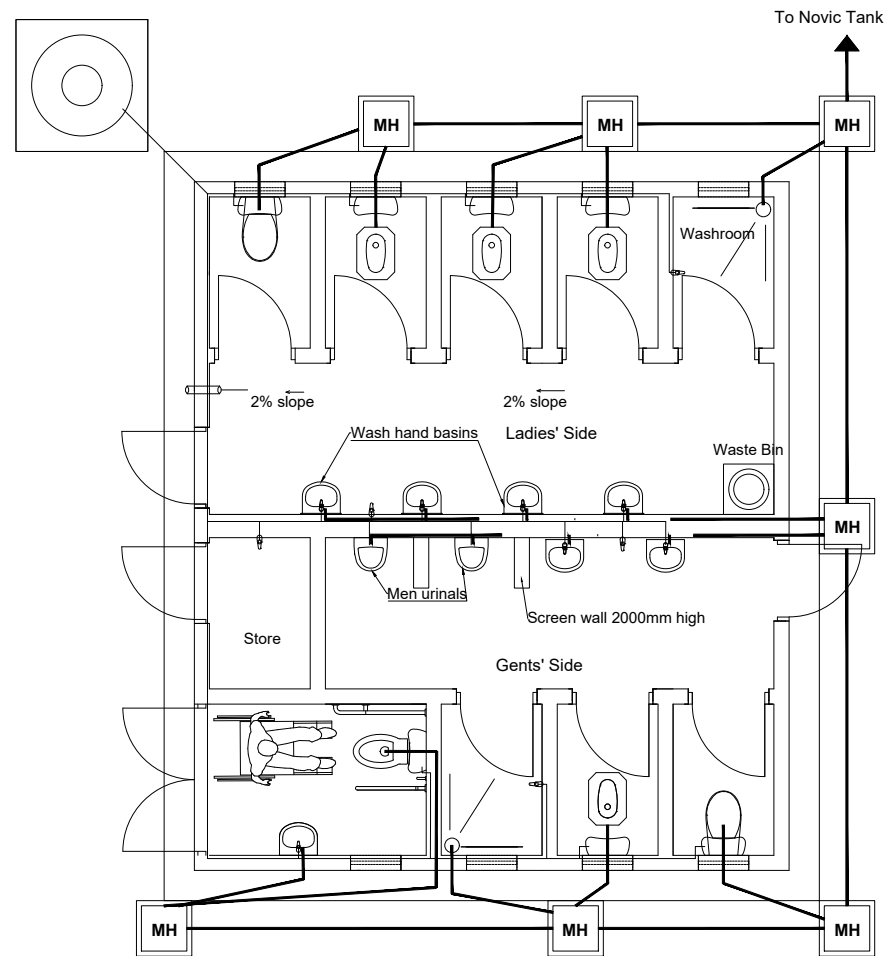 To Novic Tank
MH
MH
MH
Washroom
2% slope
2% slope
Wash hand basins
Ladies' Side
Waste Bin
MH
Men urinals
Screen wall 2000mm high
Store
Gents' Side
MH
MH
MH